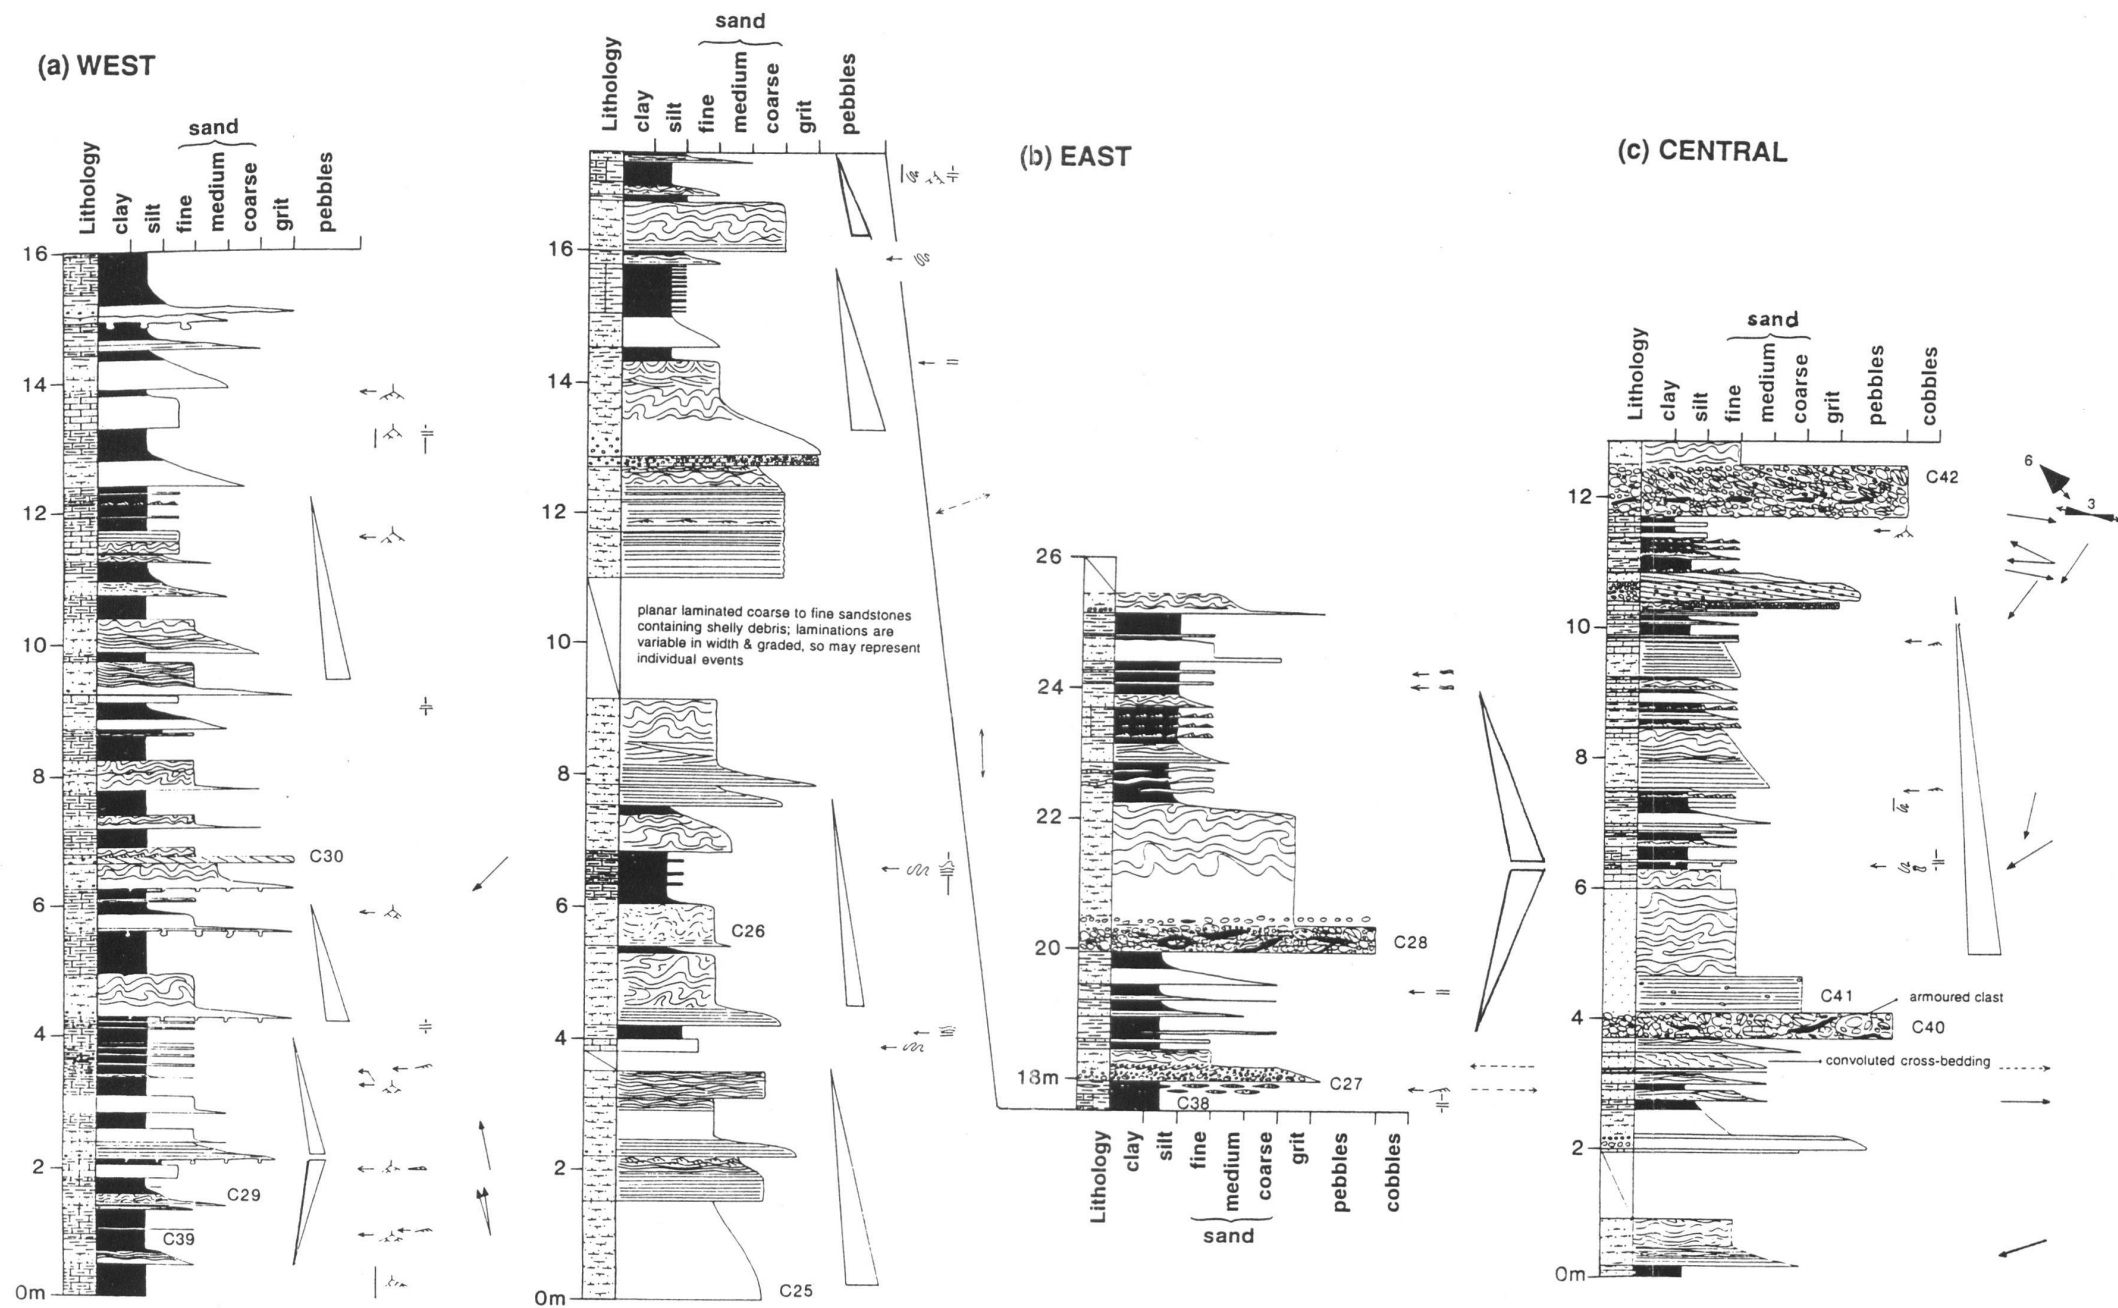 (a) WEST
sand
Lithology
clay
silt
fine
medium
coarse
grit
pebbles
16
14
12
10
8
6
4
2
0m
C30
C29
C39
sand
Lithology
clay
silt
fine
medium
coarse
grit
pebbles
16
14
12
10
8
6
4
2
0m
planar laminated coarse to fine sandstones
containing shelly debris; laminations are
variable in width & graded, so may represent
individual events
C26
C25
(b) EAST
26
24
22
20
18m
C28
C27
C38
Lithology
clay
silt
fine
medium
coarse
grit
pebbles
cobbles
sand
(c) CENTRAL
sand
Lithology
clay
silt
fine
medium
coarse
grit
pebbles
cobbles
12
10
8
6
4
2
0m
C42
6
3
C41
armoured clast
C40
convoluted cross-bedding